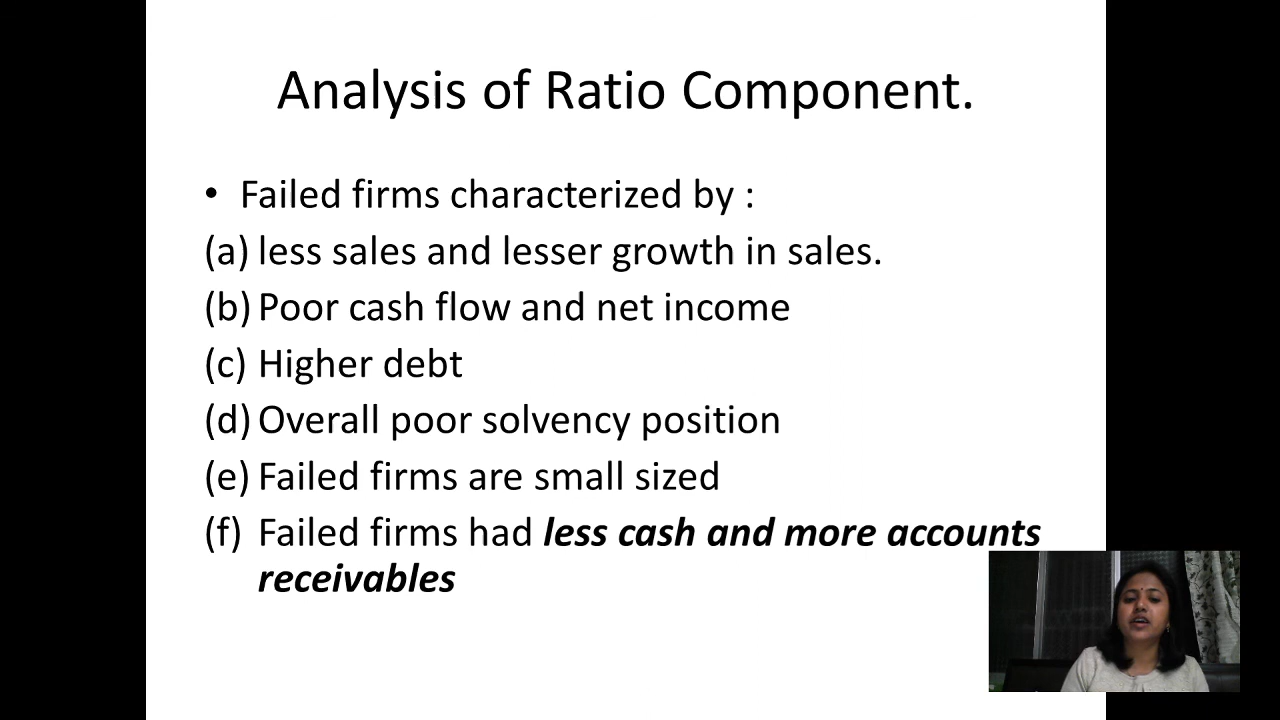 Analysis of Ratio Component.
• Failed firms characterized by :
(a) less sales and lesser growth in sales.
(b) Poor cash flow and net income
(c) Higher debt
(d) Overall poor solvency position
(e) Failed firms are small sized
(f) Failed firms had less cash and more accounts
receivables